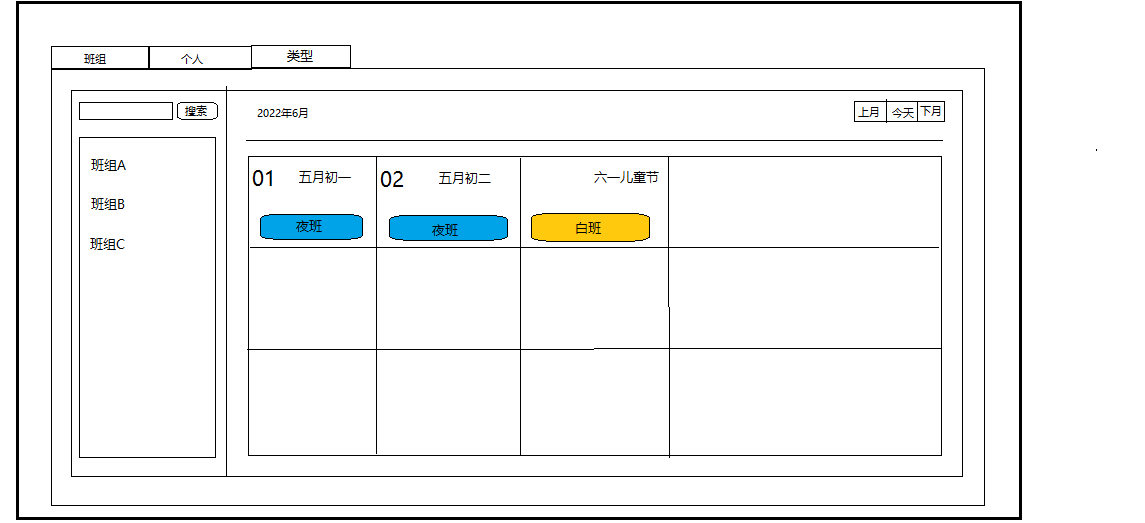 班组 个人 类型
搜索
2022年6月
上月 今天 下月
班组A
班组B
班组C
01 五月初一
02 五月初二
六一儿童节
夜班 夜班 白班